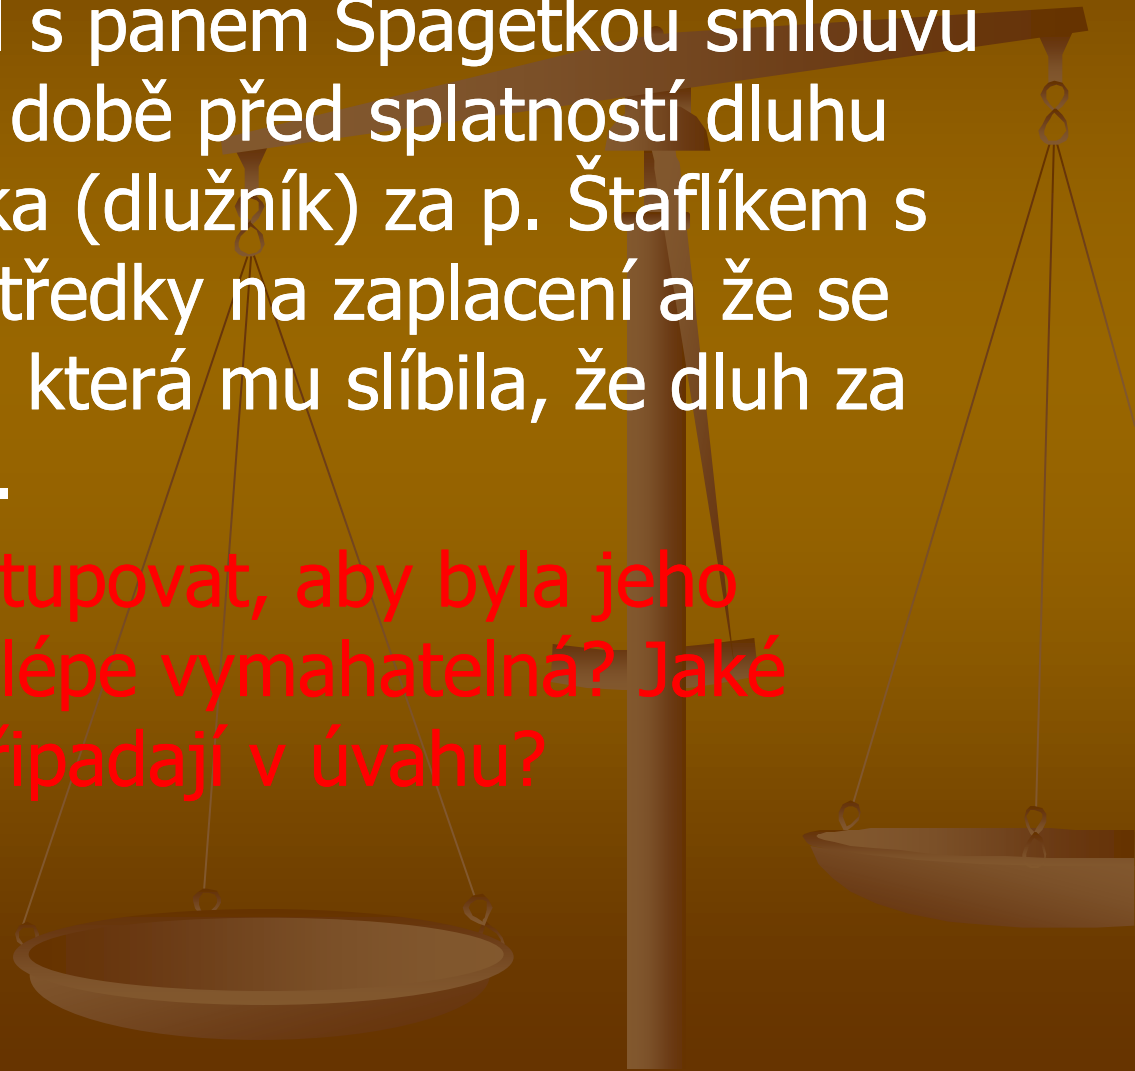 s panem Špagetkou smlouvu
době před splatností dluhu
ka (dlužník) za p. Štaflíkem s
tředky na zaplacení a že se
která mu slíbila, že dluh za
.
tupovat, aby byla jeho
lépe vymahatelná? Jaké
řipadají v úvahu?